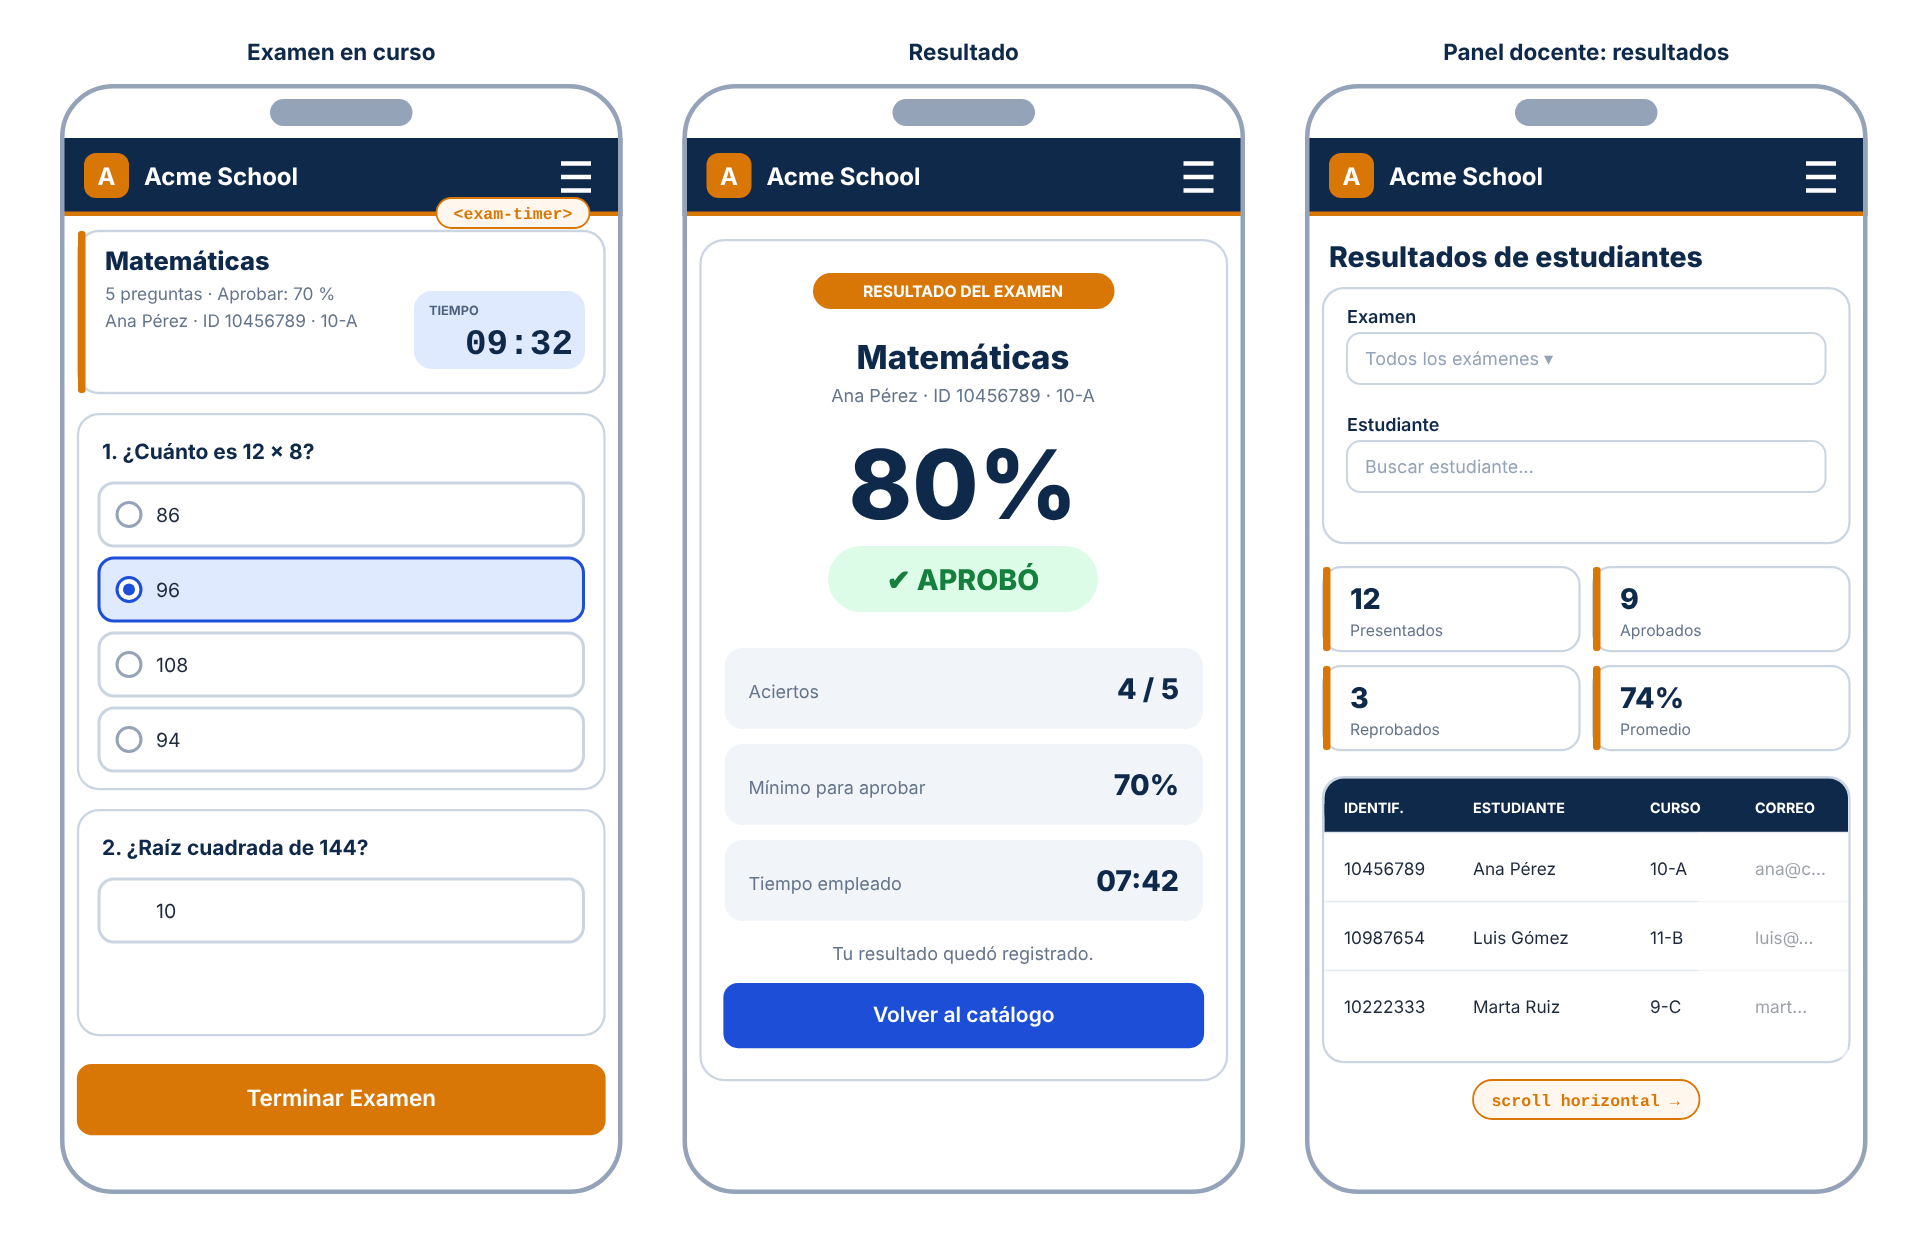 Examen en curso
A Acme School
<exam-timer>
Matemáticas
5 preguntas · Aprobar: 70 %
Ana Pérez · ID 10456789 · 10-A
TIEMPO
09:32
1. ¿Cuánto es 12 × 8?
86
96
108
94
2. ¿Raíz cuadrada de 144?
10
Terminar Examen
Resultado
A Acme School
RESULTADO DEL EXAMEN
Matemáticas
Ana Pérez · ID 10456789 · 10-A
80%
✔ APROBÓ
Aciertos 4 / 5
Mínimo para aprobar 70%
Tiempo empleado 07:42
Tu resultado quedó registrado.
Volver al catálogo
Panel docente: resultados
A Acme School
Resultados de estudiantes
Examen
Todos los exámenes ▾
Estudiante
Buscar estudiante...
12
Presentados
9
Aprobados
3
Reprobados
74%
Promedio
IDENTIF. ESTUDIANTE CURSO CORREO
10456789 Ana Pérez 10-A ana@c...
10987654 Luis Gómez 11-B luis@...
10222333 Marta Ruiz 9-C mart...
scroll horizontal →